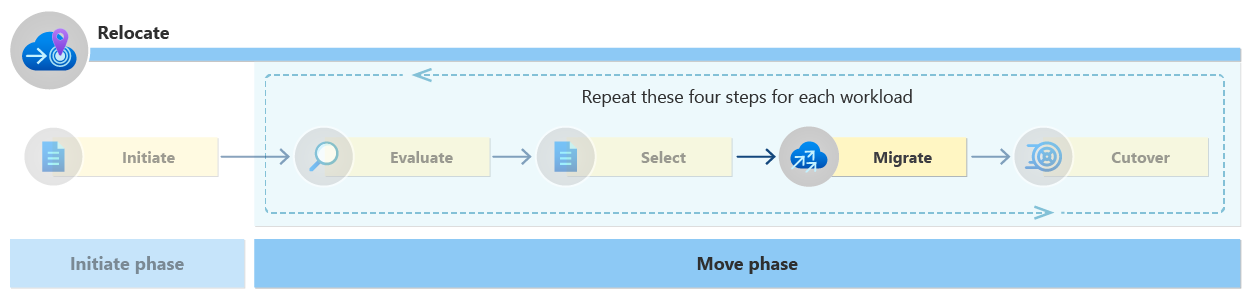 Relocate
Repeat these four steps for each workload
Initiate
Evaluate
Select
Migrate
Cutover
Initiate phase
Move phase